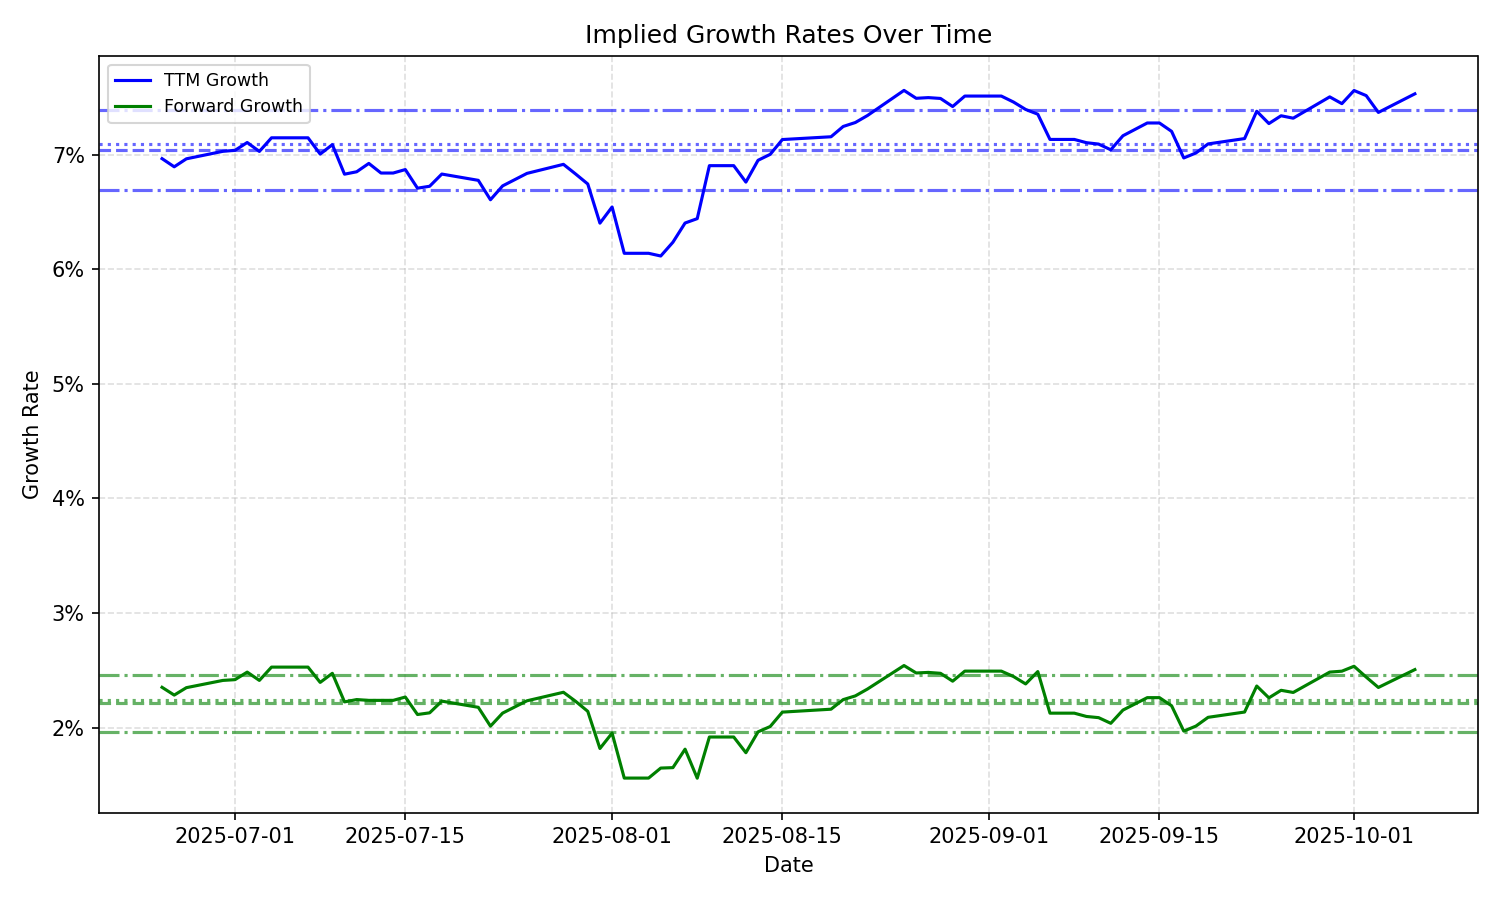 Implied Growth Rates Over Time
TTM Growth
Forward Growth
Growth Rate
7%
6%
5%
4%
3%
2%
2025-07-01
2025-07-15
2025-08-01
2025-08-15
2025-09-01
2025-09-15
2025-10-01
Date